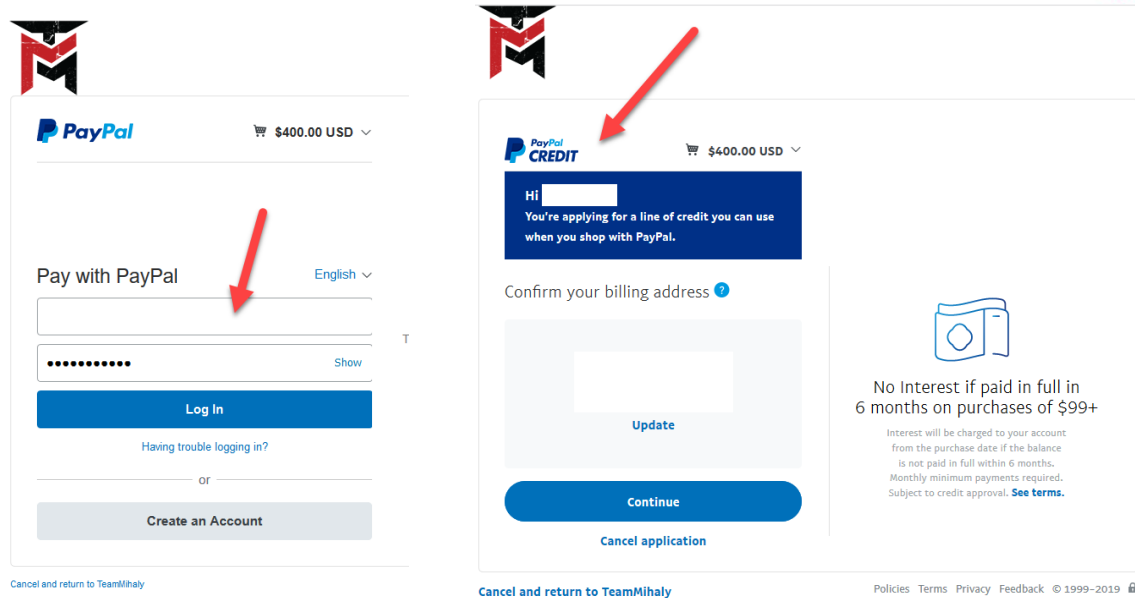 PayPal
$400.00 USD
Pay with PayPal
English
•••••••••••
Show
Log In
Having trouble logging in?
or
Create an Account
Cancel and return to TeamMihaly
T
PayPal
CREDIT
$400.00 USD
Hi
You're applying for a line of credit you can use
when you shop with PayPal.
Confirm your billing address ?
Update
Continue
Cancel application
No Interest if paid in full in
6 months on purchases of $99+
Interest will be charged to your account
from the purchase date if the balance
is not paid in full within 6 months.
Monthly minimum payments required.
Subject to credit approval. See terms.
Cancel and return to TeamMihaly
Policies Terms Privacy Feedback © 1999-2019